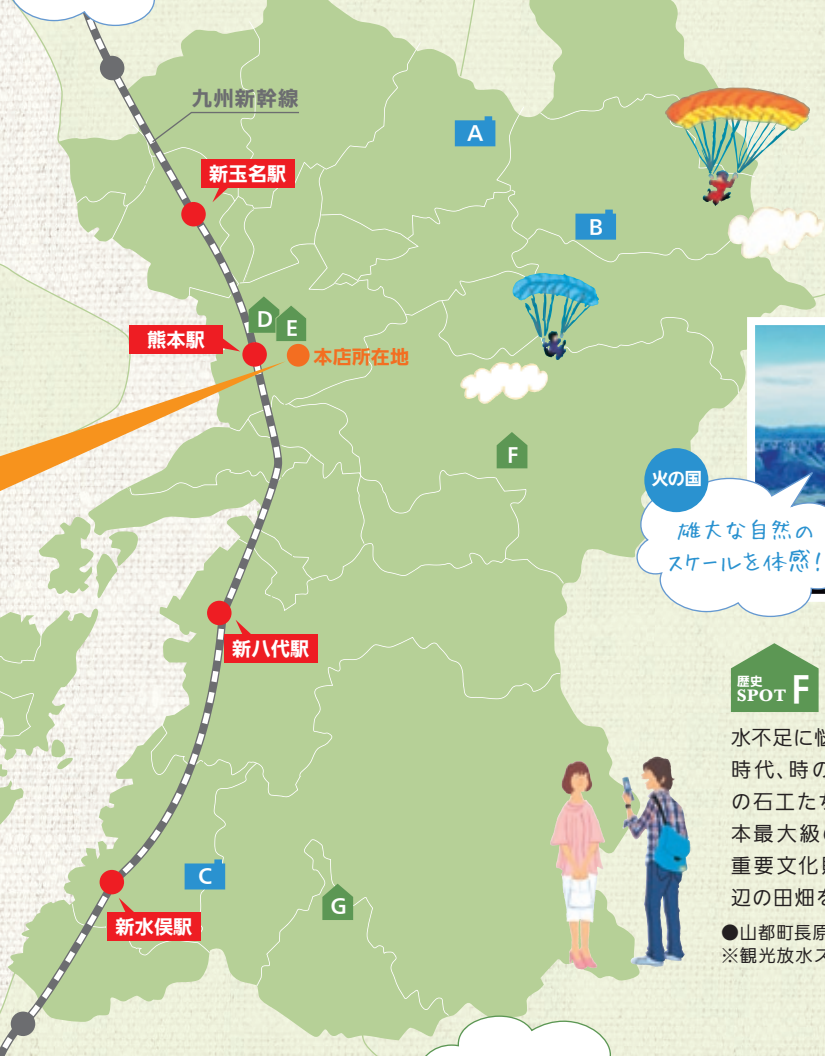 九州新幹線
A
新玉名駅
B
D
E
熊本駅
本店所在地
F
火の国
雄大な自然の
スケールを体感!
新八代駅
歴史
SPOT F
水不足に悩
時代、時の
の石工たち
本最大級の
重要文化財
辺の田畑を
●山都町長原
※観光放水ス
C
G
新水俣駅